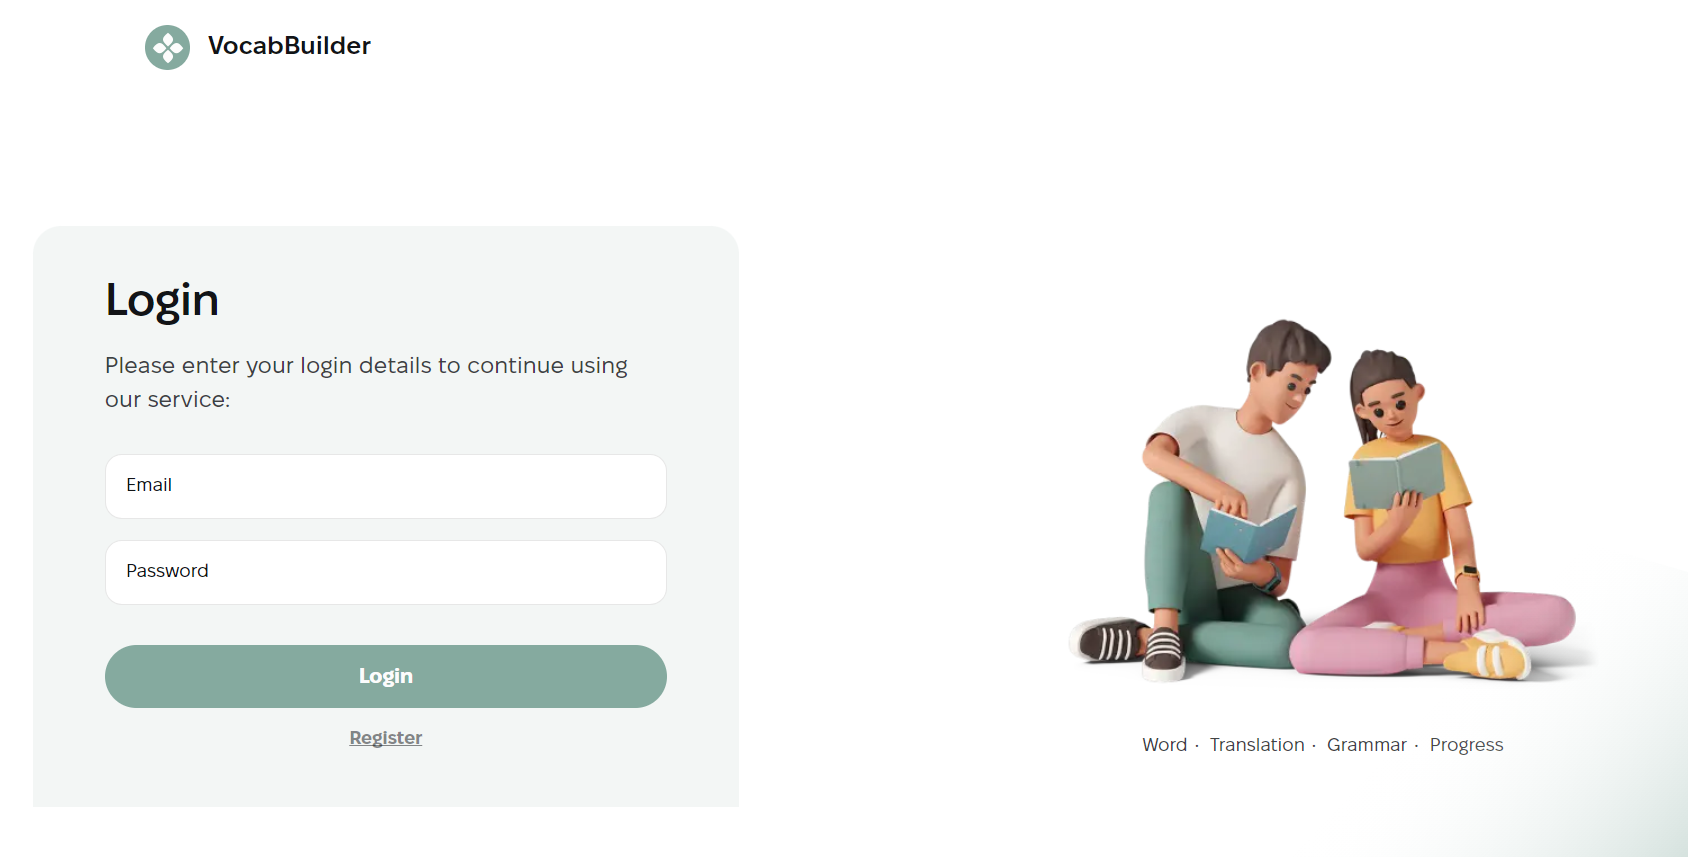 VocabBuilder
Login
Please enter your login details to continue using
our service:
Email
Password
Login
Register
Word · Translation · Grammar · Progress